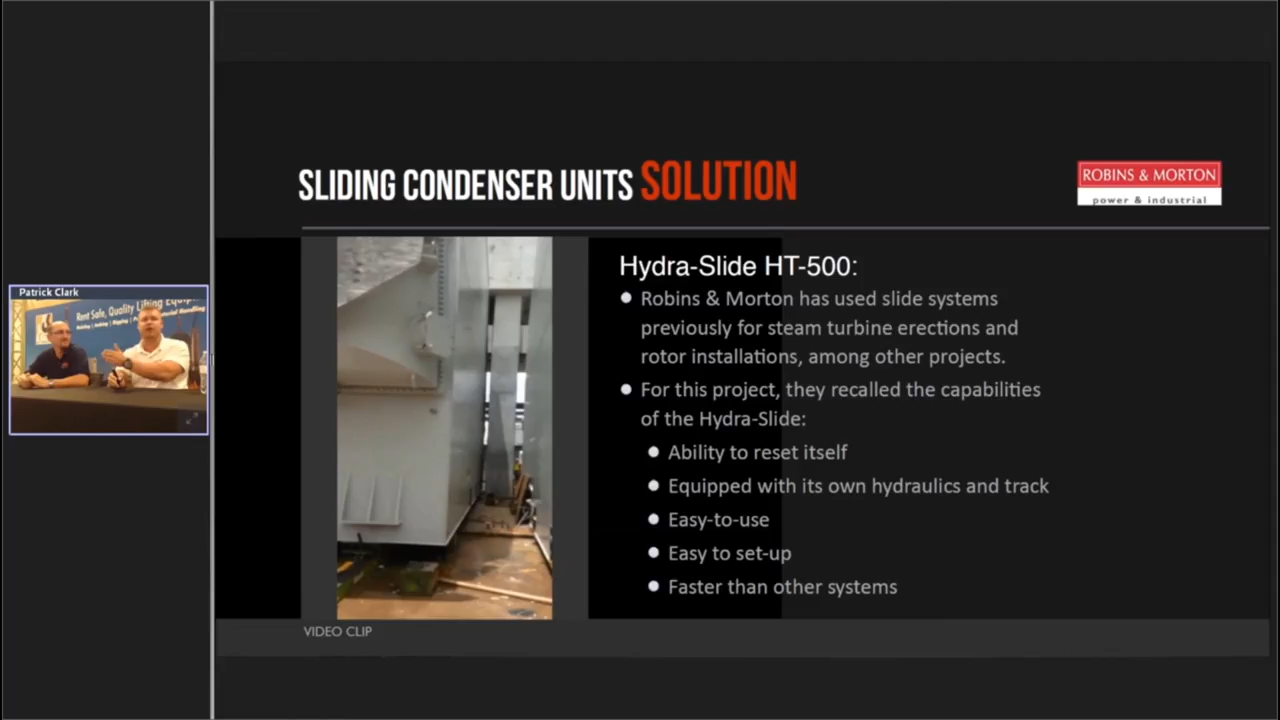 Patrick Clark
Rent Safe, Quality Lifting
SLIDING CONDENSER UNITS SOLUTION
ROBINS & MORTON
power & industrial
Hydra-Slide HT-500:
Robins & Morton has used slide systems
previously for steam turbine erections and
rotor installations, among other projects.
For this project, they recalled the capabilities
of the Hydra-Slide:
Ability to reset itself
Equipped with its own hydraulics and track
Easy-to-use
Easy to set-up
Faster than other systems
VIDEO CLIP